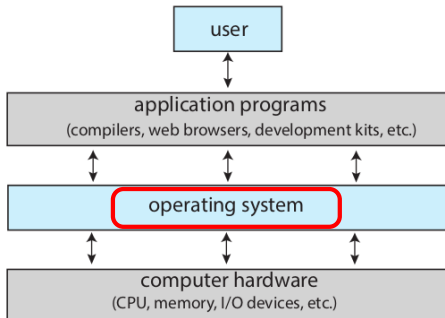 user
application programs
(compilers, web browsers, development kits, etc.)
operating system
computer hardware
(CPU, memory, I/O devices, etc.)